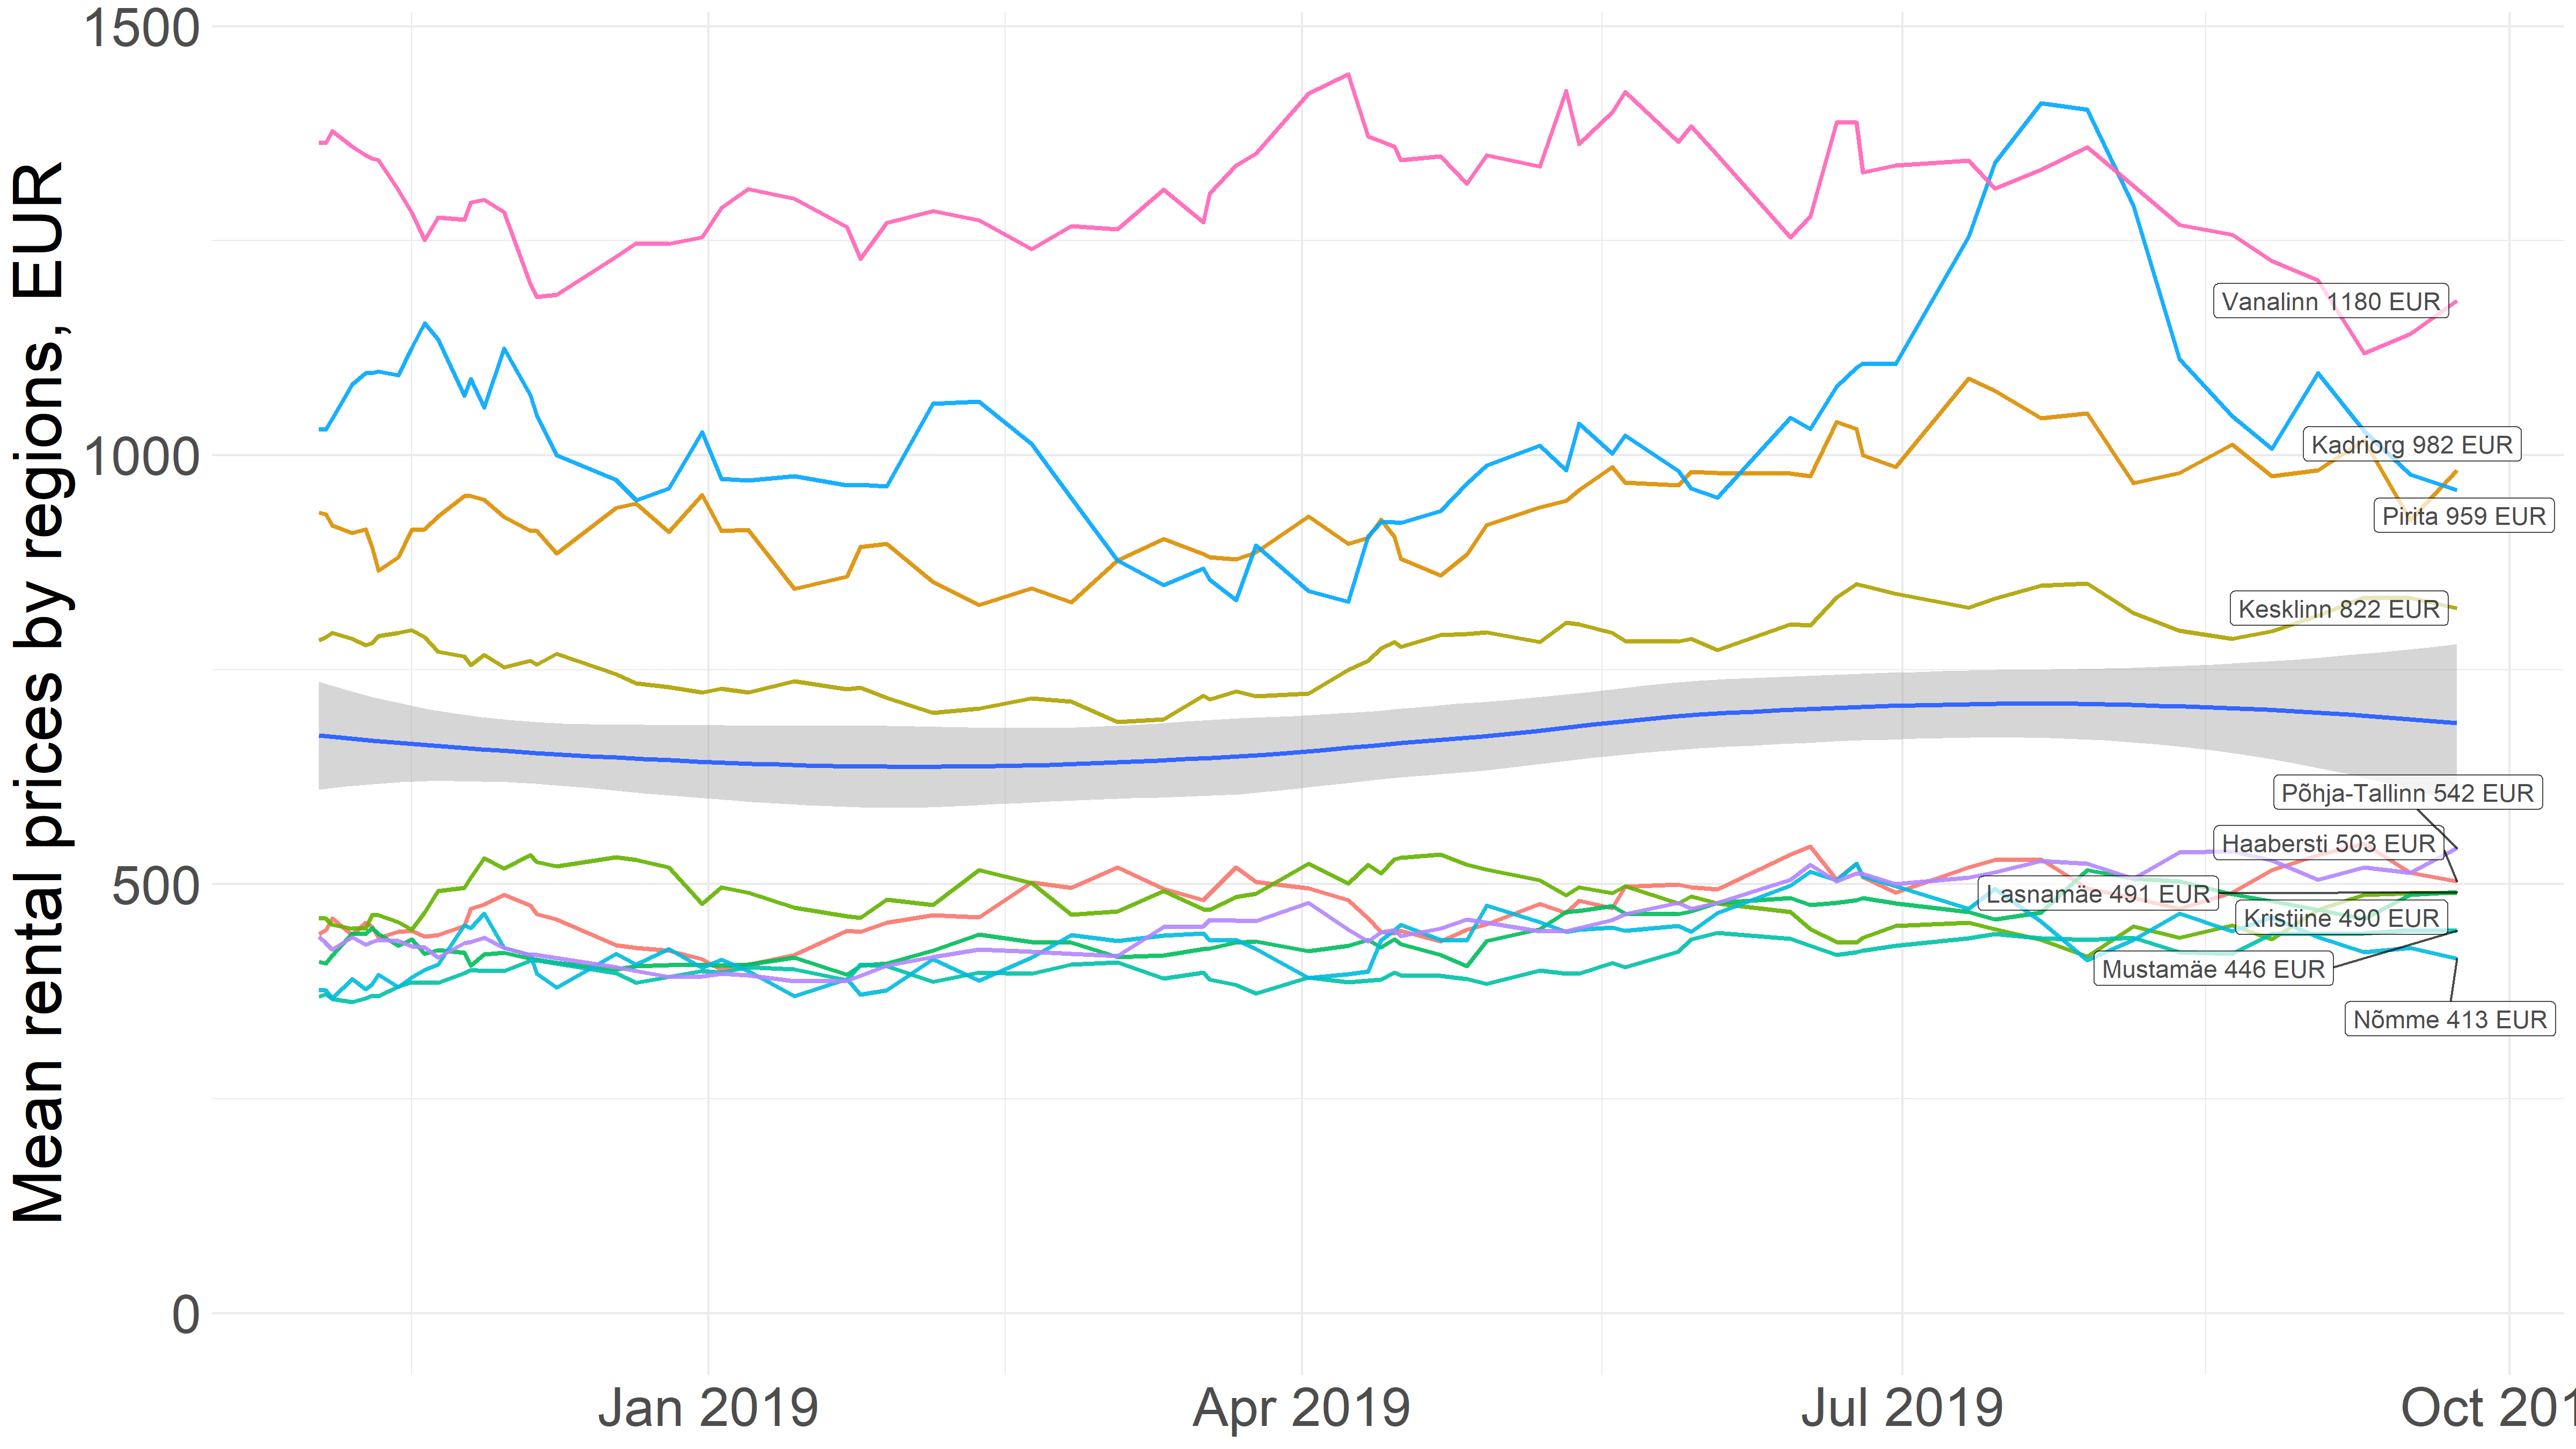 Mean rental prices by regions, EUR
1500
1000
500
0
Vanalinn 1180 EUR
Kadriorg 982 EUR
Pirita 959 EUR
Kesklinn 822 EUR
Põhja-Tallinn 542 EUR
Haabersti 503 EUR
Lasnamäe 491 EUR
Kristiine 490 EUR
Mustamäe 446 EUR
Nõmme 413 EUR
Jan 2019
Apr 2019
Jul 2019
Oct 201